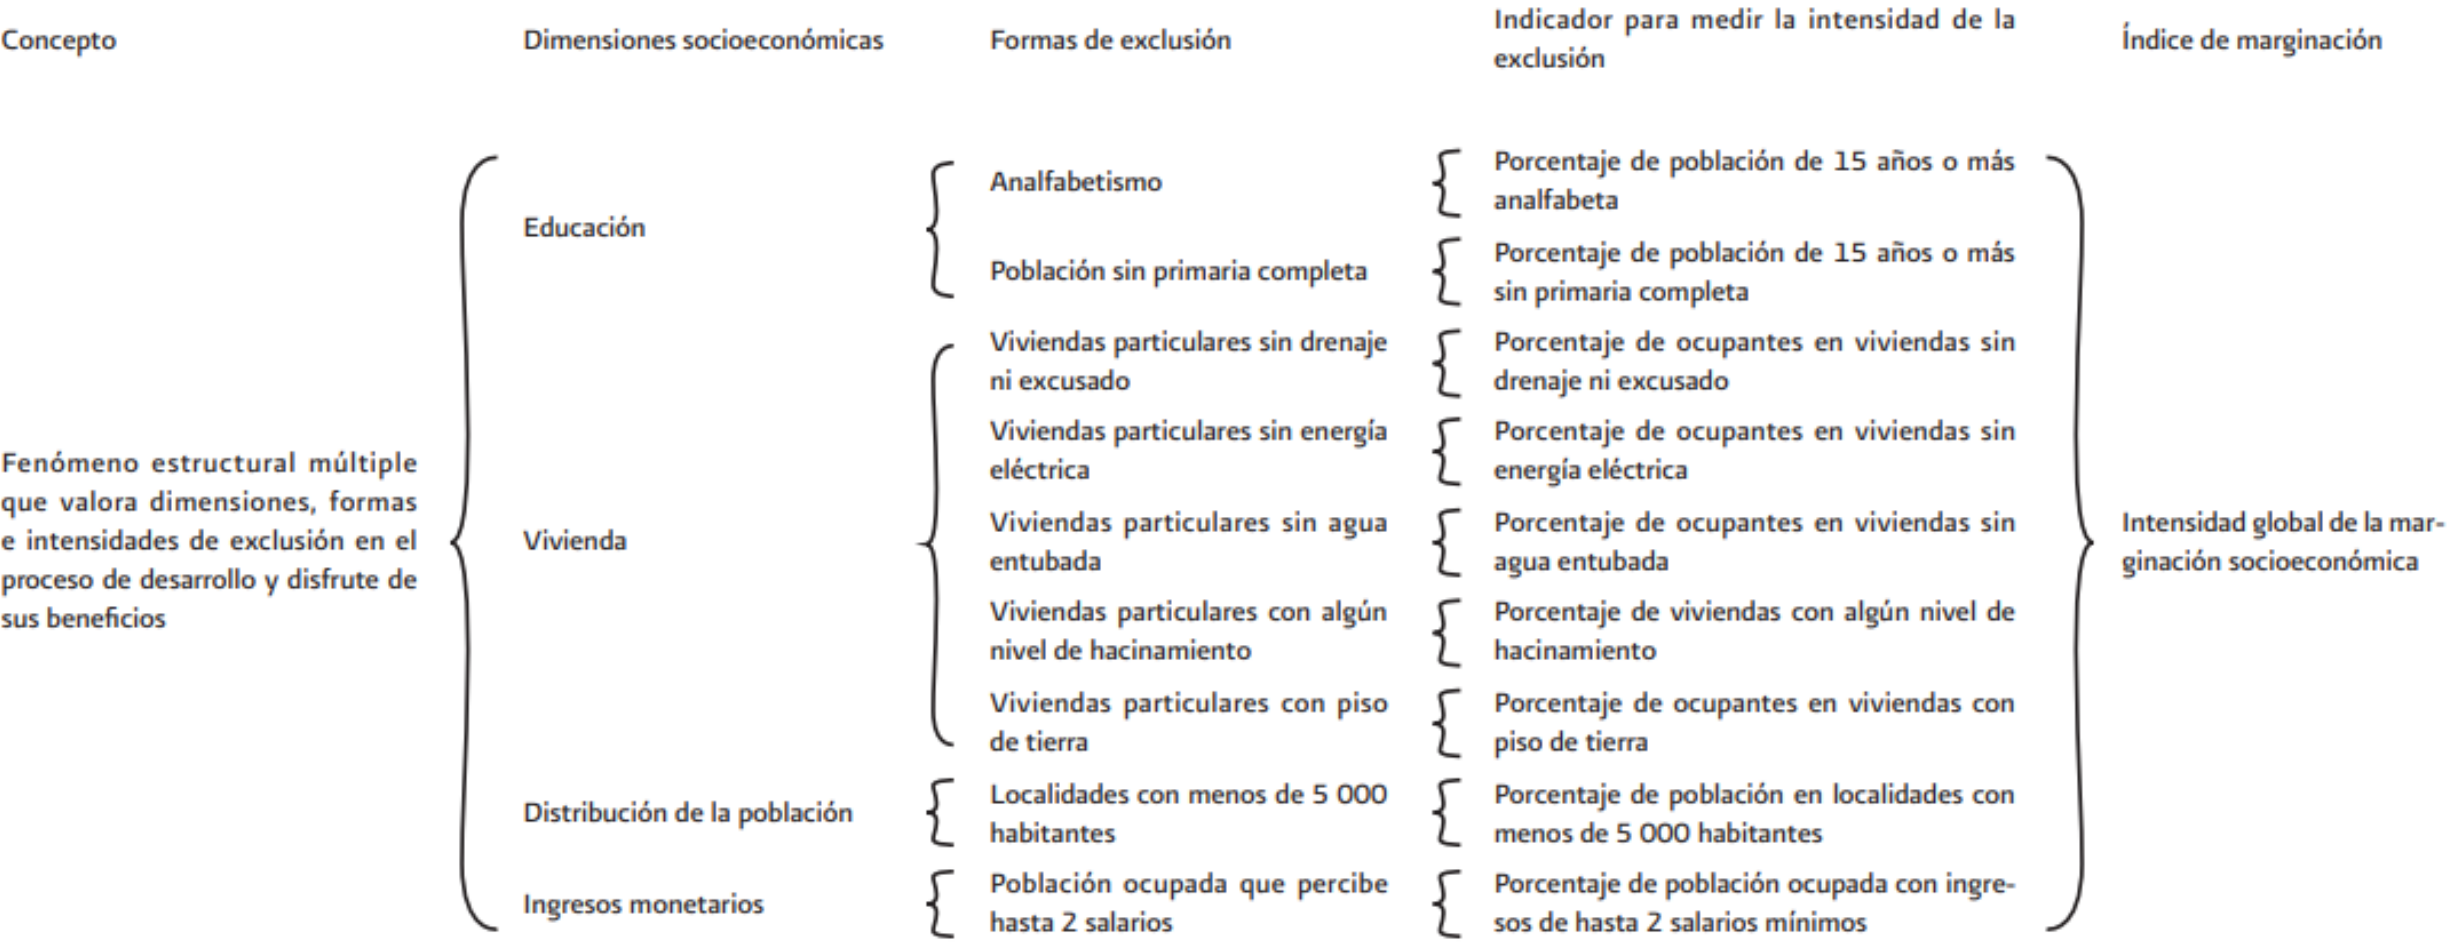 Concepto
Dimensiones socioeconómicas
Formas de exclusión
Indicador para medir la intensidad de la
exclusión
Índice de marginación
Fenómeno estructural múltiple
que valora dimensiones, formas
e intensidades de exclusión en el
proceso de desarrollo y disfrute de
sus beneficios
Educación
Analfabetismo
Porcentaje de población de 15 años o más
analfabeta
Población sin primaria completa
Porcentaje de población de 15 años o más
sin primaria completa
Vivienda
Viviendas particulares sin drenaje
ni excusado
Porcentaje de ocupantes en viviendas sin
drenaje ni excusado
Viviendas particulares sin energía
eléctrica
Porcentaje de ocupantes en viviendas sin
energía eléctrica
Viviendas particulares sin agua
entubada
Porcentaje de ocupantes en viviendas sin
agua entubada
Viviendas particulares con algún
nivel de hacinamiento
Porcentaje de viviendas con algún nivel de
hacinamiento
Viviendas particulares con piso
de tierra
Porcentaje de ocupantes en viviendas con
piso de tierra
Distribución de la población
Localidades con menos de 5 000
habitantes
Porcentaje de población en localidades con
menos de 5 000 habitantes
Ingresos monetarios
Población ocupada que percibe
hasta 2 salarios
Porcentaje de población ocupada con ingre-
sos de hasta 2 salarios mínimos
Intensidad global de la mar-
ginación socioeconómica